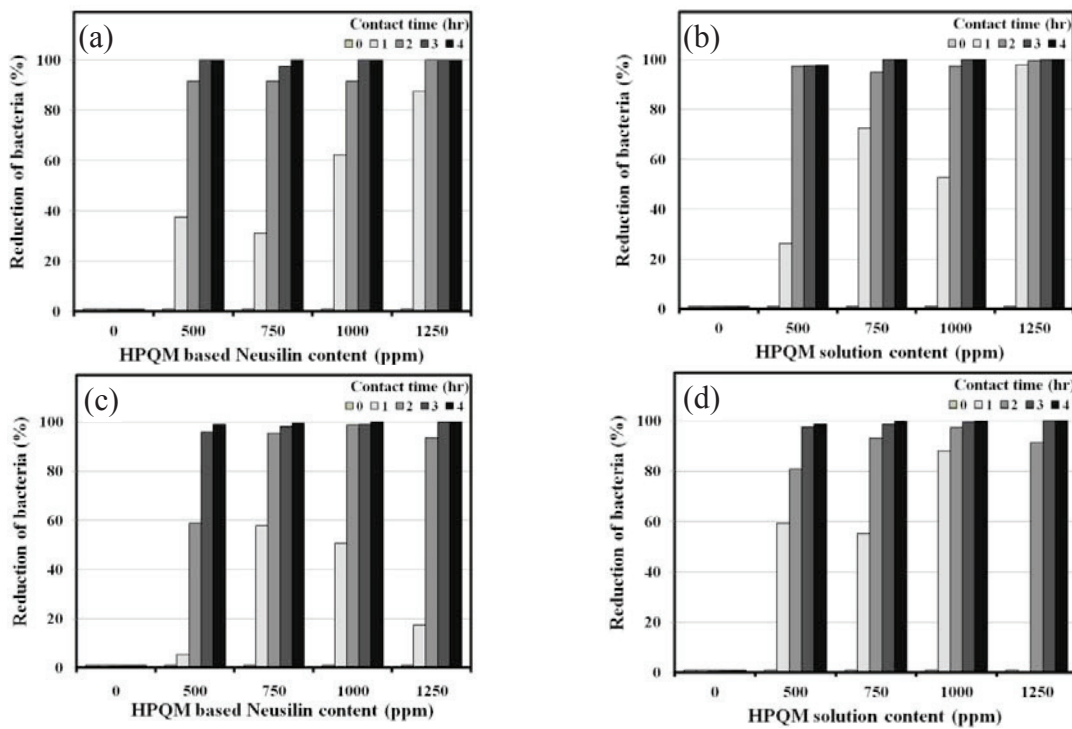 (a)
Contact time (hr)
0 1 2 3 4
Reduction of bacteria (%)
100
80
60
40
20
0
0 500 750 1000 1250
HPQM based Neusilin content (ppm)
(b)
Contact time (hr)
0 1 2 3 4
Reduction of bacteria (%)
100
80
60
40
20
0
0 500 750 1000 1250
HPQM solution content (ppm)
(c)
Contact time (hr)
0 1 2 3 4
Reduction of bacteria (%)
100
80
60
40
20
0
0 500 750 1000 1250
HPQM based Neusilin content (ppm)
(d)
Contact time (hr)
0 1 2 3 4
Reduction of bacteria (%)
100
80
60
40
20
0
0 500 750 1000 1250
HPQM solution content (ppm)